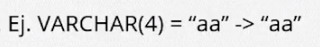 Ej. VARCHAR(4) = “aa” -> “aa”